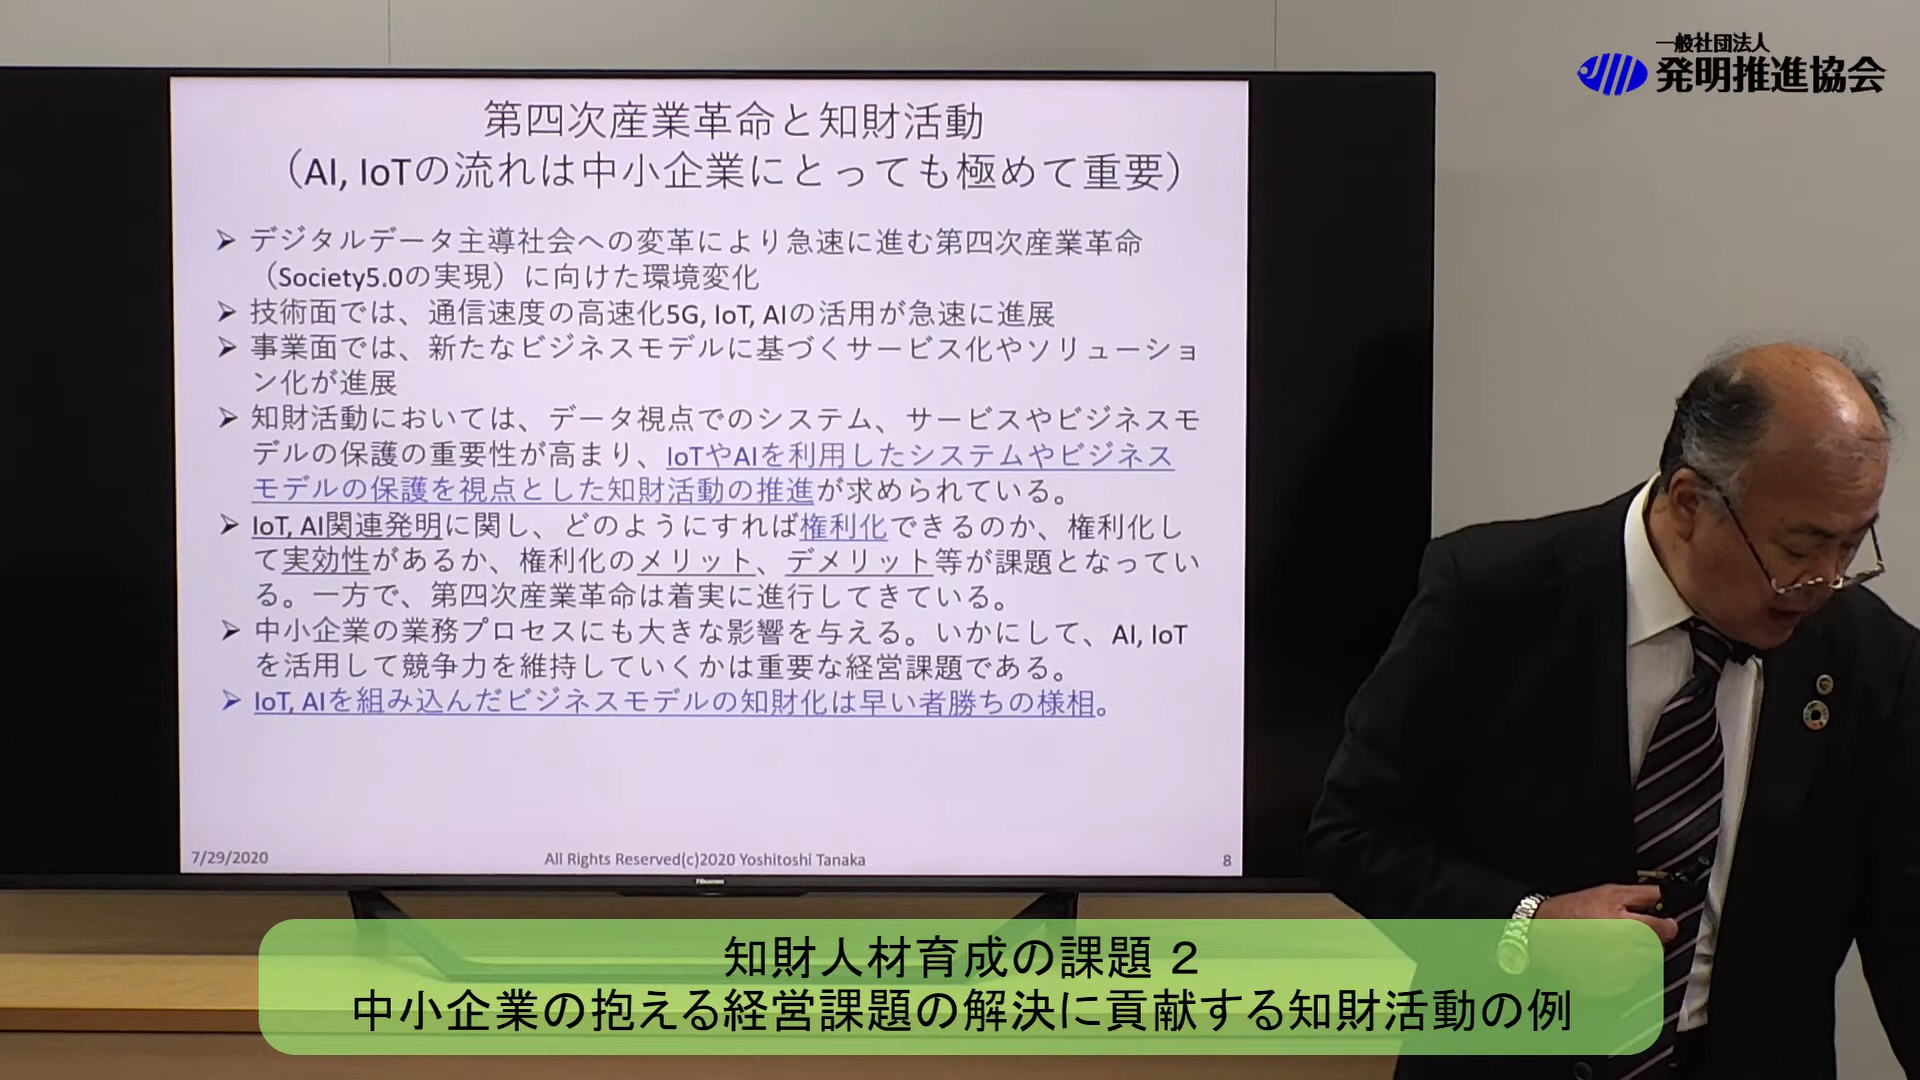 一般社団法人
発明推進協会
第四次産業革命と知財活動
（AI, IoTの流れは中小企業にとっても極めて重要）
➢ デジタルデータ主導社会への変革により急速に進む第四次産業革命
（Society5.0の実現）に向けた環境変化
➢ 技術面では、通信速度の高速化5G, IoT, AIの活用が急速に進展
➢ 事業面では、新たなビジネスモデルに基づくサービス化やソリューショ
ン化が進展
➢ 知財活動においては、データ視点でのシステム、サービスやビジネスモ
デルの保護の重要性が高まり、IoTやAIを利用したシステムやビジネス
モデルの保護を視点とした知財活動の推進が求められている。
➢ IoT, AI関連発明に関し、どのようにすれば権利化できるのか、権利化し
て実効性があるか、権利化のメリット、デメリット等が課題となってい
る。一方で、第四次産業革命は着実に進行してきている。
➢ 中小企業の業務プロセスにも大きな影響を与える。いかにして、AI, IoT
を活用して競争力を維持していくかは重要な経営課題である。
➢ IoT, AIを組み込んだビジネスモデルの知財化は早い者勝ちの様相。
7/29/2020
All Rights Reserved(c)2020 Yoshitoshi Tanaka
8
Hisense
知財人材育成の課題 2
中小企業の抱える経営課題の解決に貢献する知財活動の例